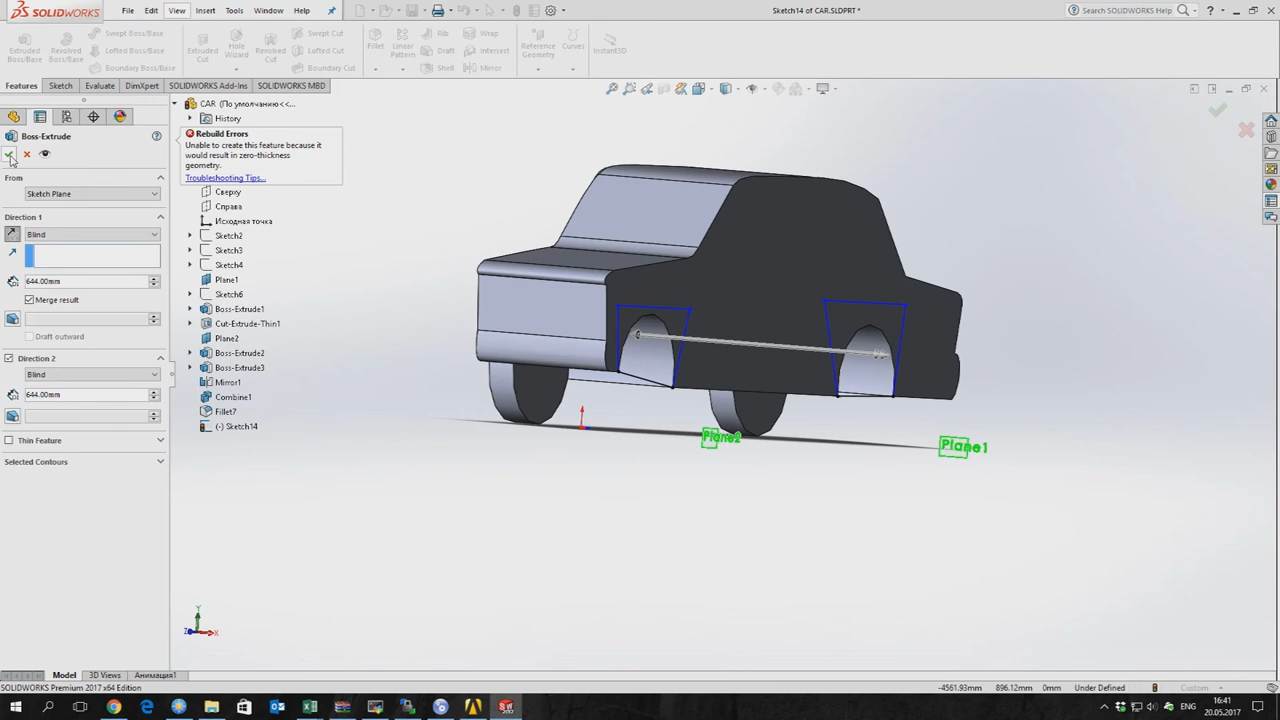 SOLIDWORKS File Edit View Insert Tools Window Help Sketch14 of CAR.SLDPRT * Search SOLIDWORKS Help
Extruded Boss/Base
Revolved Boss/Base
Swept Boss/Base
Lofted Boss/Base
Boundary Boss/Base
Extruded Cut
Hole Wizard
Revolved Cut
Swept Cut
Lofted Cut
Boundary Cut
Fillet
Linear Pattern
Rib
Draft
Shell
Wrap
Intersect
Mirror
Reference Geometry
Curves
Instant3D
Features Sketch Evaluate DimXpert SOLIDWORKS Add-Ins SOLIDWORKS MBD
Boss-Extrude
From
Sketch Plane
Direction 1
Blind
644.00mm
Merge result
Draft outward
Direction 2
Blind
644.00mm
Thin Feature
Selected Contours
CAR (По умолчанию<<...
History
Rebuild Errors
Unable to create this feature because it
would result in zero-thickness
geometry.
Troubleshooting Tips...
Сверху
Справа
Исходная точка
Sketch2
Sketch3
Sketch4
Plane1
Sketch6
Boss-Extrude1
Cut-Extrude-Thin1
Plane2
Boss-Extrude2
Boss-Extrude3
Mirror1
Combine1
Fillet7
(-) Sketch14
Plane2
Plane1
Y
Z
X
Model 3D Views Анимация1
SOLIDWORKS Premium 2017 x64 Edition -4561.93mm 896.12mm 0mm Under Defined Custom
ENG 16:41
20.05.2017